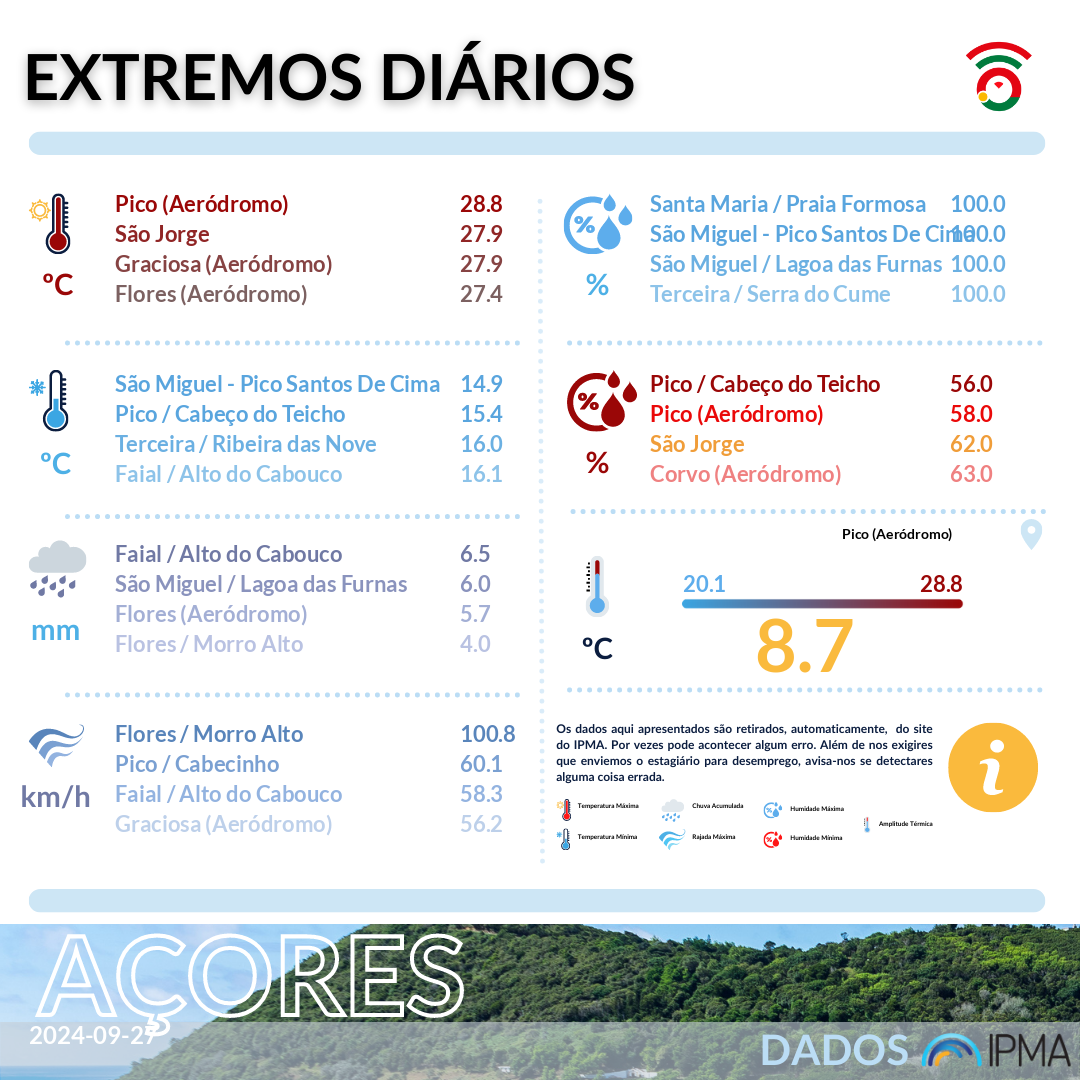 EXTREMOS DIÁRIOS
Pico (Aeródromo) 28.8
São Jorge 27.9
Graciosa (Aeródromo) 27.9
Flores (Aeródromo) 27.4
ºC
São Miguel - Pico Santos De Cima 14.9
Pico / Cabeço do Teicho 15.4
Terceira / Ribeira das Nove 16.0
Faial / Alto do Cabouco 16.1
ºC
Faial / Alto do Cabouco 6.5
São Miguel / Lagoa das Furnas 6.0
Flores (Aeródromo) 5.7
Flores / Morro Alto 4.0
mm
Flores / Morro Alto 100.8
Pico / Cabecinho 60.1
Faial / Alto do Cabouco 58.3
Graciosa (Aeródromo) 56.2
km/h
%
Santa Maria / Praia Formosa 100.0
São Miguel - Pico Santos De Cima 100.0
São Miguel / Lagoa das Furnas 100.0
Terceira / Serra do Cume 100.0
%
%
Pico / Cabeço do Teicho 56.0
Pico (Aeródromo) 58.0
São Jorge 62.0
Corvo (Aeródromo) 63.0
%
Pico (Aeródromo)
20.1 28.8
8.7
ºC
Os dados aqui apresentados são retirados, automaticamente, do site
do IPMA. Por vezes pode acontecer algum erro. Além de nos exigires
que enviemos o estagiário para desemprego, avisa-nos se detectares
alguma coisa errada.
i
Temperatura Máxima Chuva Acumulada Humidade Máxima
Amplitude Térmica
Temperatura Mínima Rajada Máxima Humidade Mínima
AÇORES
2024-09-27
DADOS IPMA